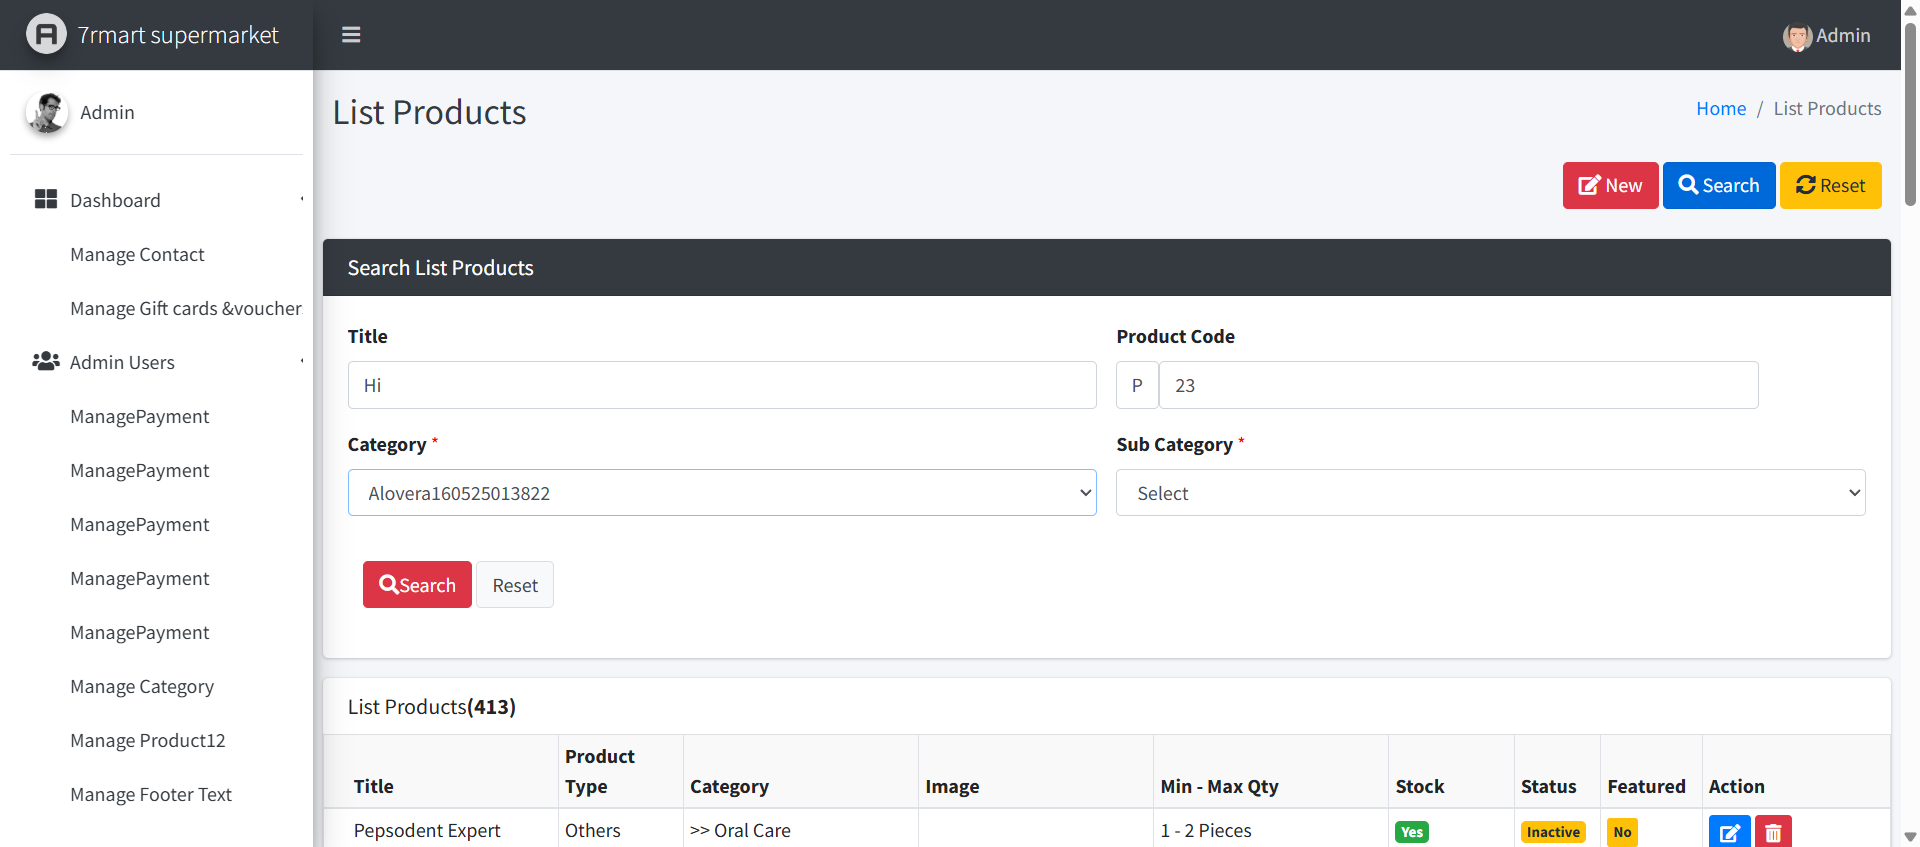 7rmart supermarket
Admin
Admin
Dashboard
Manage Contact
Manage Gift cards &voucher
Admin Users
ManagePayment
ManagePayment
ManagePayment
ManagePayment
ManagePayment
Manage Category
Manage Product12
Manage Footer Text
List Products
Home / List Products
New Search Reset
Search List Products
Title Product Code
Hi P 23
Category * Sub Category *
Alovera160525013822 Select
Search Reset
List Products(413)
Title Product Type Category Image Min - Max Qty Stock Status Featured Action
Pepsodent Expert Others >> Oral Care 1 - 2 Pieces Yes Inactive No